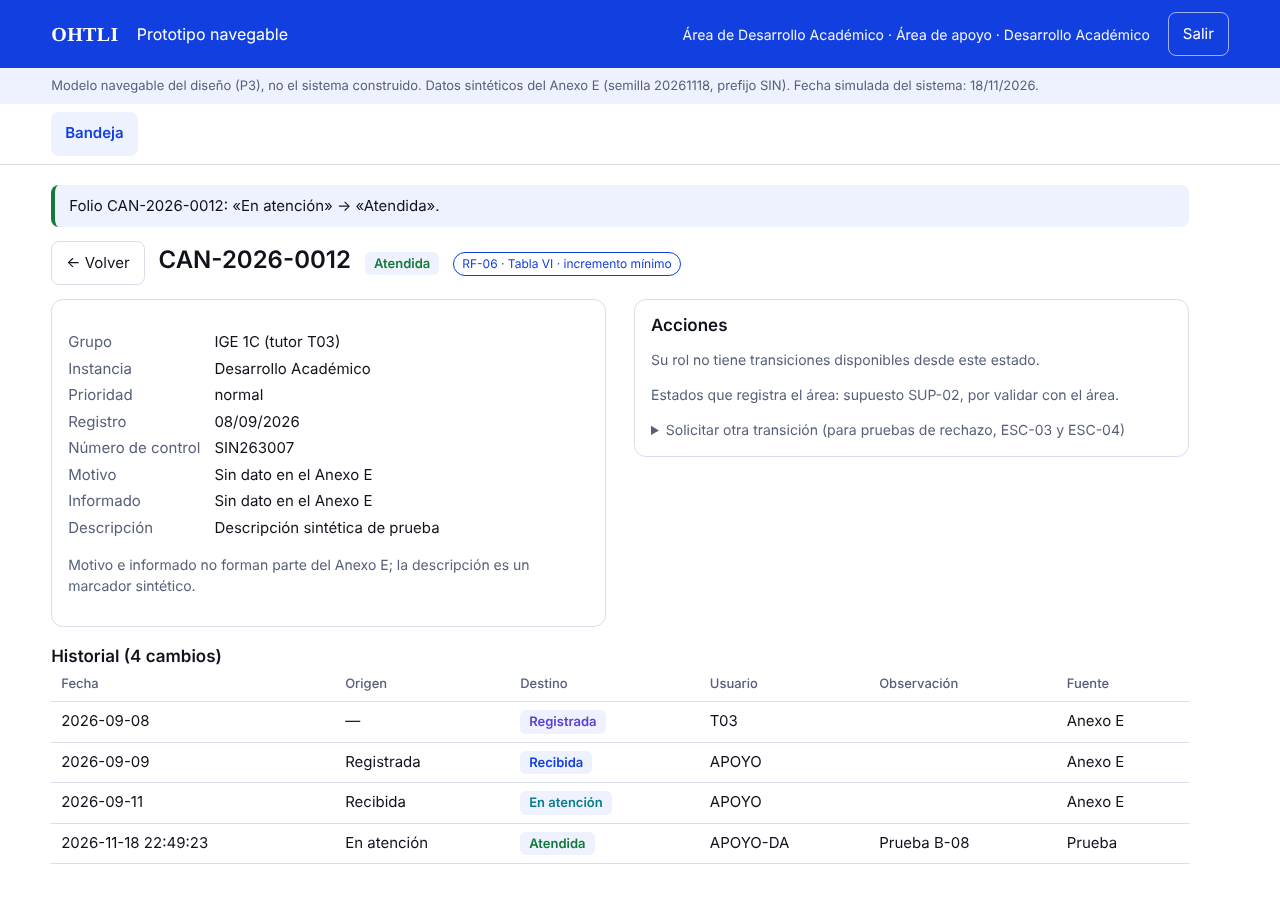 OHTLI Prototipo navegable Área de Desarrollo Académico · Área de apoyo · Desarrollo Académico Salir
Modelo navegable del diseño (P3), no el sistema construido. Datos sintéticos del Anexo E (semilla 20261118, prefijo SIN). Fecha simulada del sistema: 18/11/2026.
Bandeja
Folio CAN-2026-0012: «En atención» → «Atendida».
← Volver CAN-2026-0012 Atendida RF-06 · Tabla VI · incremento mínimo
Grupo IGE 1C (tutor T03)
Instancia Desarrollo Académico
Prioridad normal
Registro 08/09/2026
Número de control SIN263007
Motivo Sin dato en el Anexo E
Informado Sin dato en el Anexo E
Descripción Descripción sintética de prueba
Motivo e informado no forman parte del Anexo E; la descripción es un
marcador sintético.
Acciones
Su rol no tiene transiciones disponibles desde este estado.
Estados que registra el área: supuesto SUP-02, por validar con el área.
▶ Solicitar otra transición (para pruebas de rechazo, ESC-03 y ESC-04)
Historial (4 cambios)
Fecha Origen Destino Usuario Observación Fuente
2026-09-08 — Registrada T03 Anexo E
2026-09-09 Registrada Recibida APOYO Anexo E
2026-09-11 Recibida En atención APOYO Anexo E
2026-11-18 22:49:23 En atención Atendida APOYO-DA Prueba B-08 Prueba